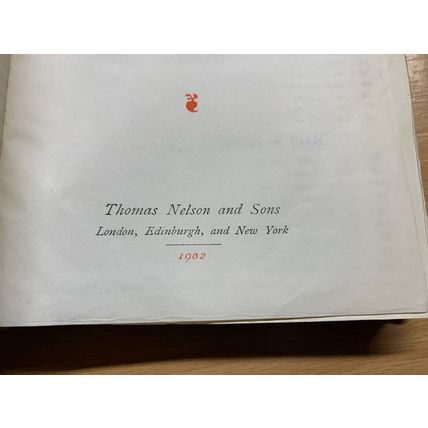 Thomas Nelson and Sons
London, Edinburgh, and New York
1902